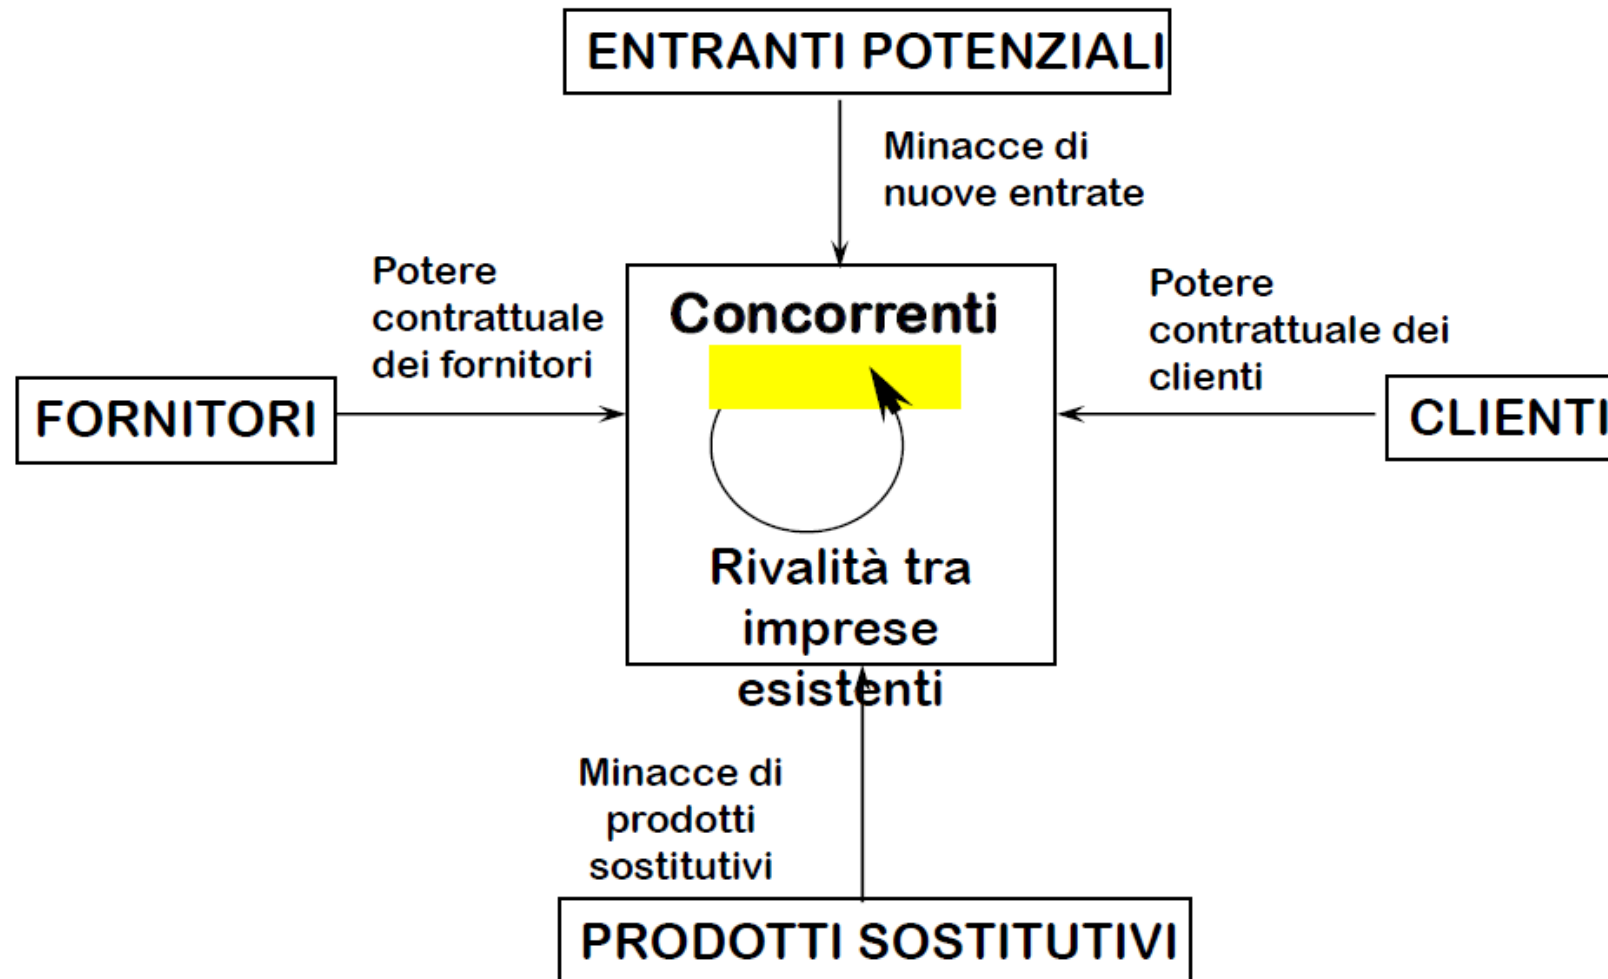 ENTRANTI POTENZIALI
Minacce di
nuove entrate
Potere
contrattuale
dei fornitori
Concorrenti
Potere
contrattuale dei
clienti
FORNITORI
CLIENTI
Rivalità tra
imprese
esistenti
Minacce di
prodotti
sostitutivi
PRODOTTI SOSTITUTIVI